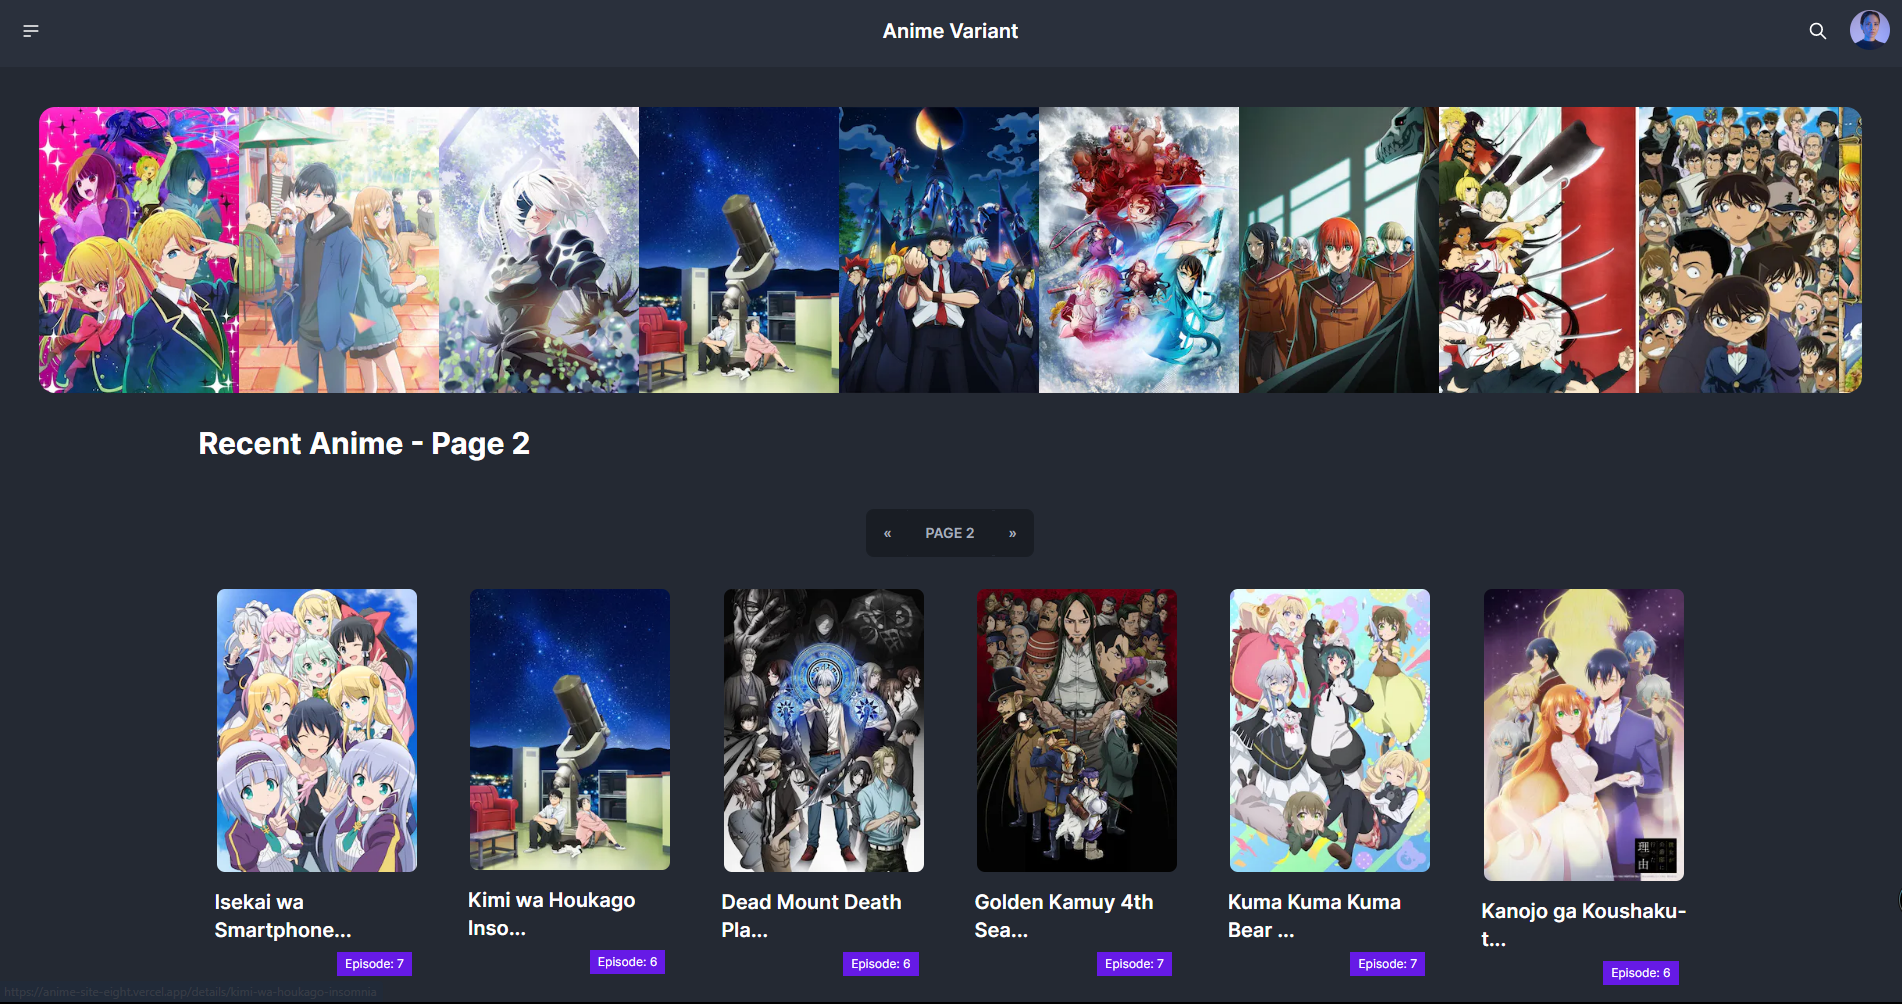 Anime Variant
Recent Anime - Page 2
«
PAGE 2
»
Isekai wa
Smartphone...
Episode: 7
Kimi wa Houkago
Inso...
Episode: 6
Dead Mount Death
Pla...
Episode: 6
Golden Kamuy 4th
Sea...
Episode: 7
Kuma Kuma Kuma
Bear ...
Episode: 7
理由
Kanojo ga Koushaku-
t...
Episode: 6
https://anime-site-eight.vercel.app/details/kimi-wa-houkago-insomnia